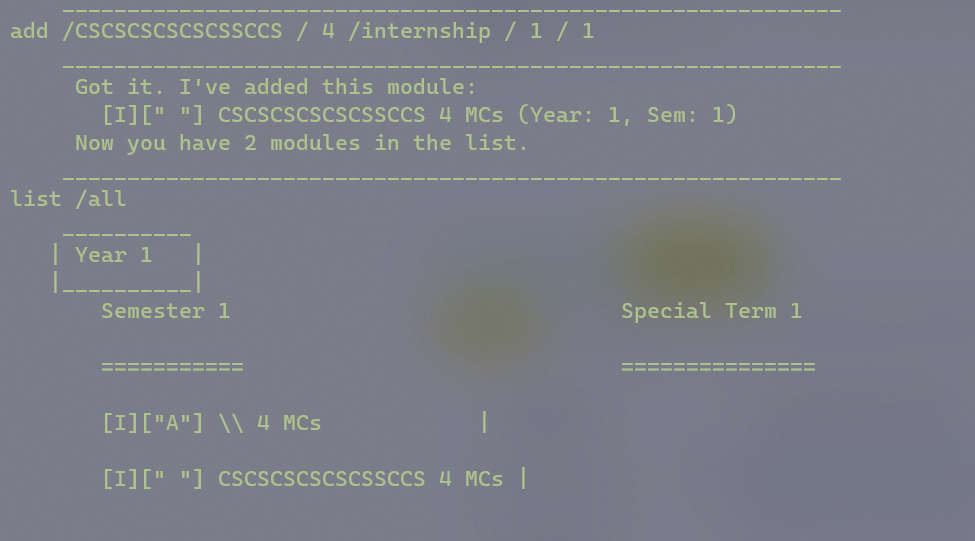 ____________________________________________________________
add /CSCSCSCSCSCSSCCS / 4 /internship / 1 / 1
____________________________________________________________
Got it. I've added this module:
[I][" "] CSCSCSCSCSCSSCCS 4 MCs (Year: 1, Sem: 1)
Now you have 2 modules in the list.
____________________________________________________________
list /all
__________
| Year 1   |
|__________|
Semester 1                              Special Term 1
===========                             ===============
[I]["A"] \\ 4 MCs            |
[I][" "] CSCSCSCSCSCSSCCS 4 MCs |